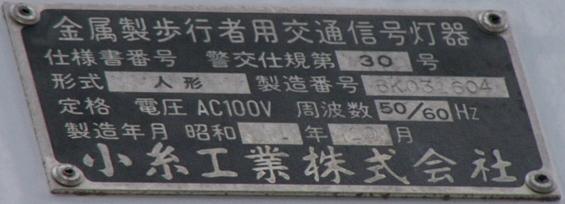 金属製歩行者用交通信号灯器
仕様書番号 警交仕規第 30 号
形式 人形 製造番号
定格 電圧 AC100V 周波数 50/60 Hz
製造年月 昭和 年 月
小糸工業株式会社